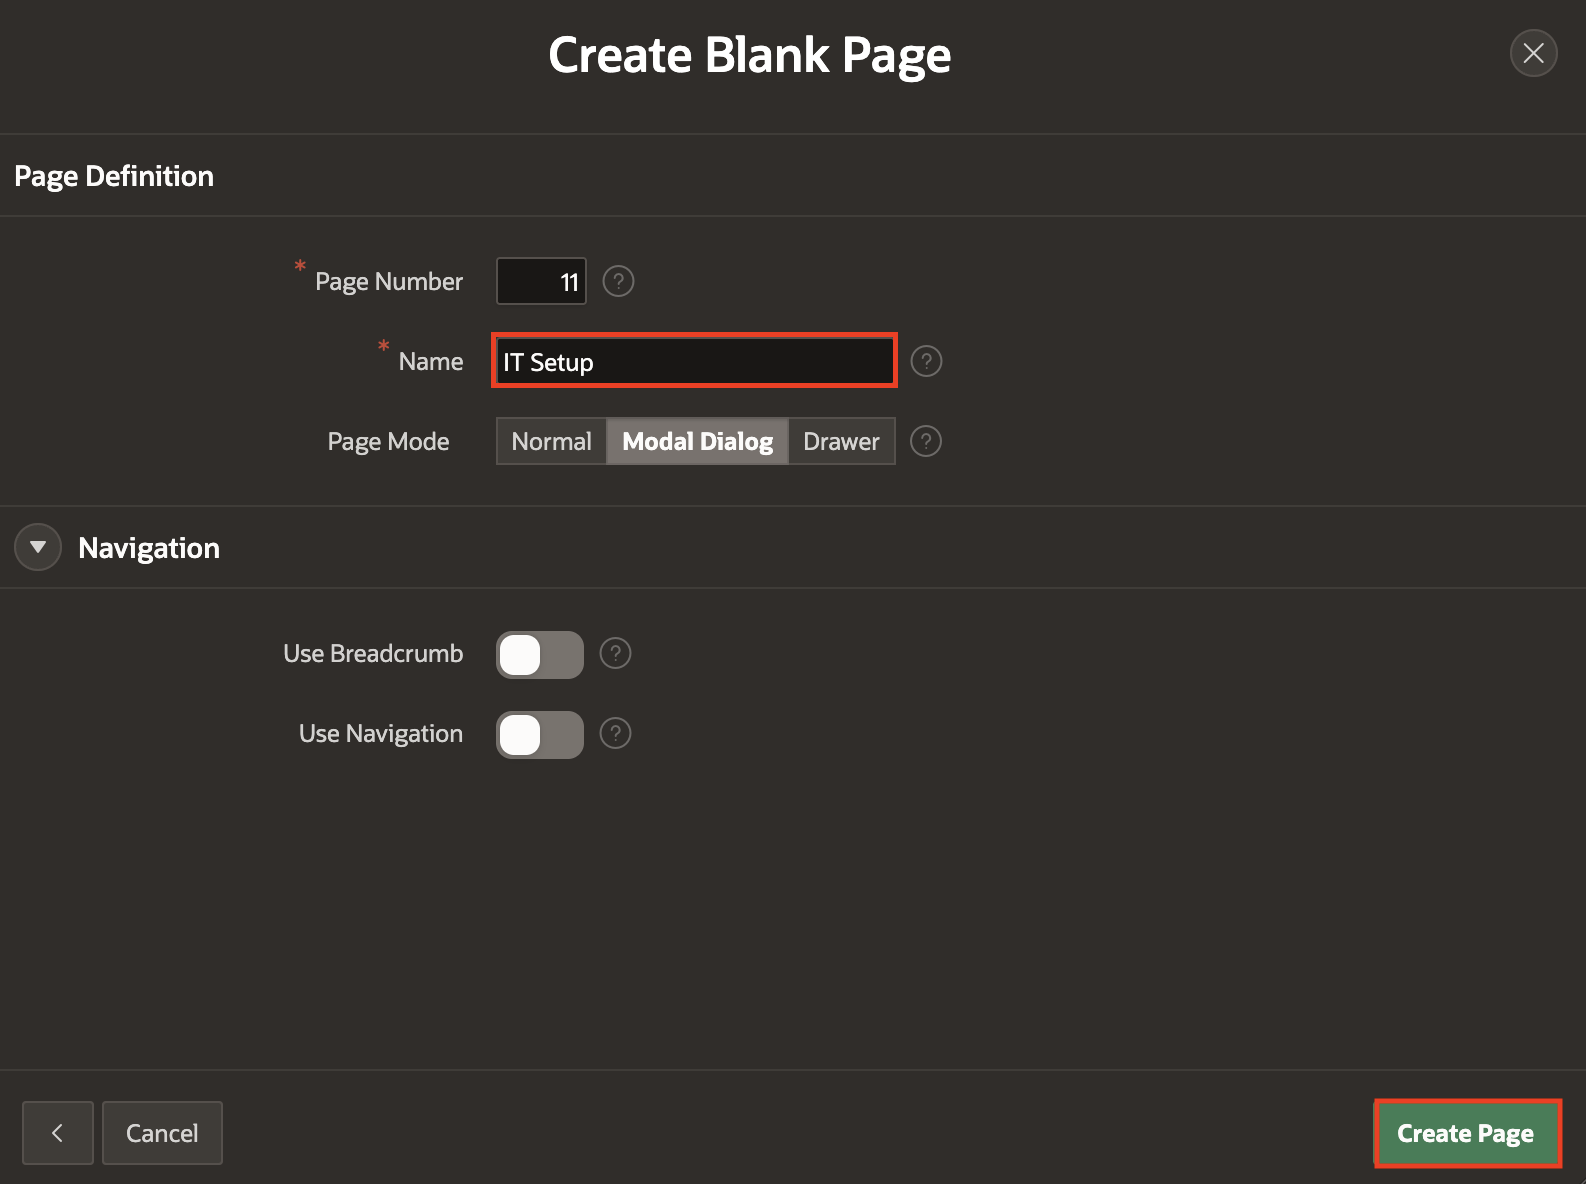 Create Blank Page
Page Definition
* Page Number 11 ?
* Name IT Setup ?
Page Mode Normal Modal Dialog Drawer ?
Navigation
Use Breadcrumb ?
Use Navigation ?
Cancel Create Page